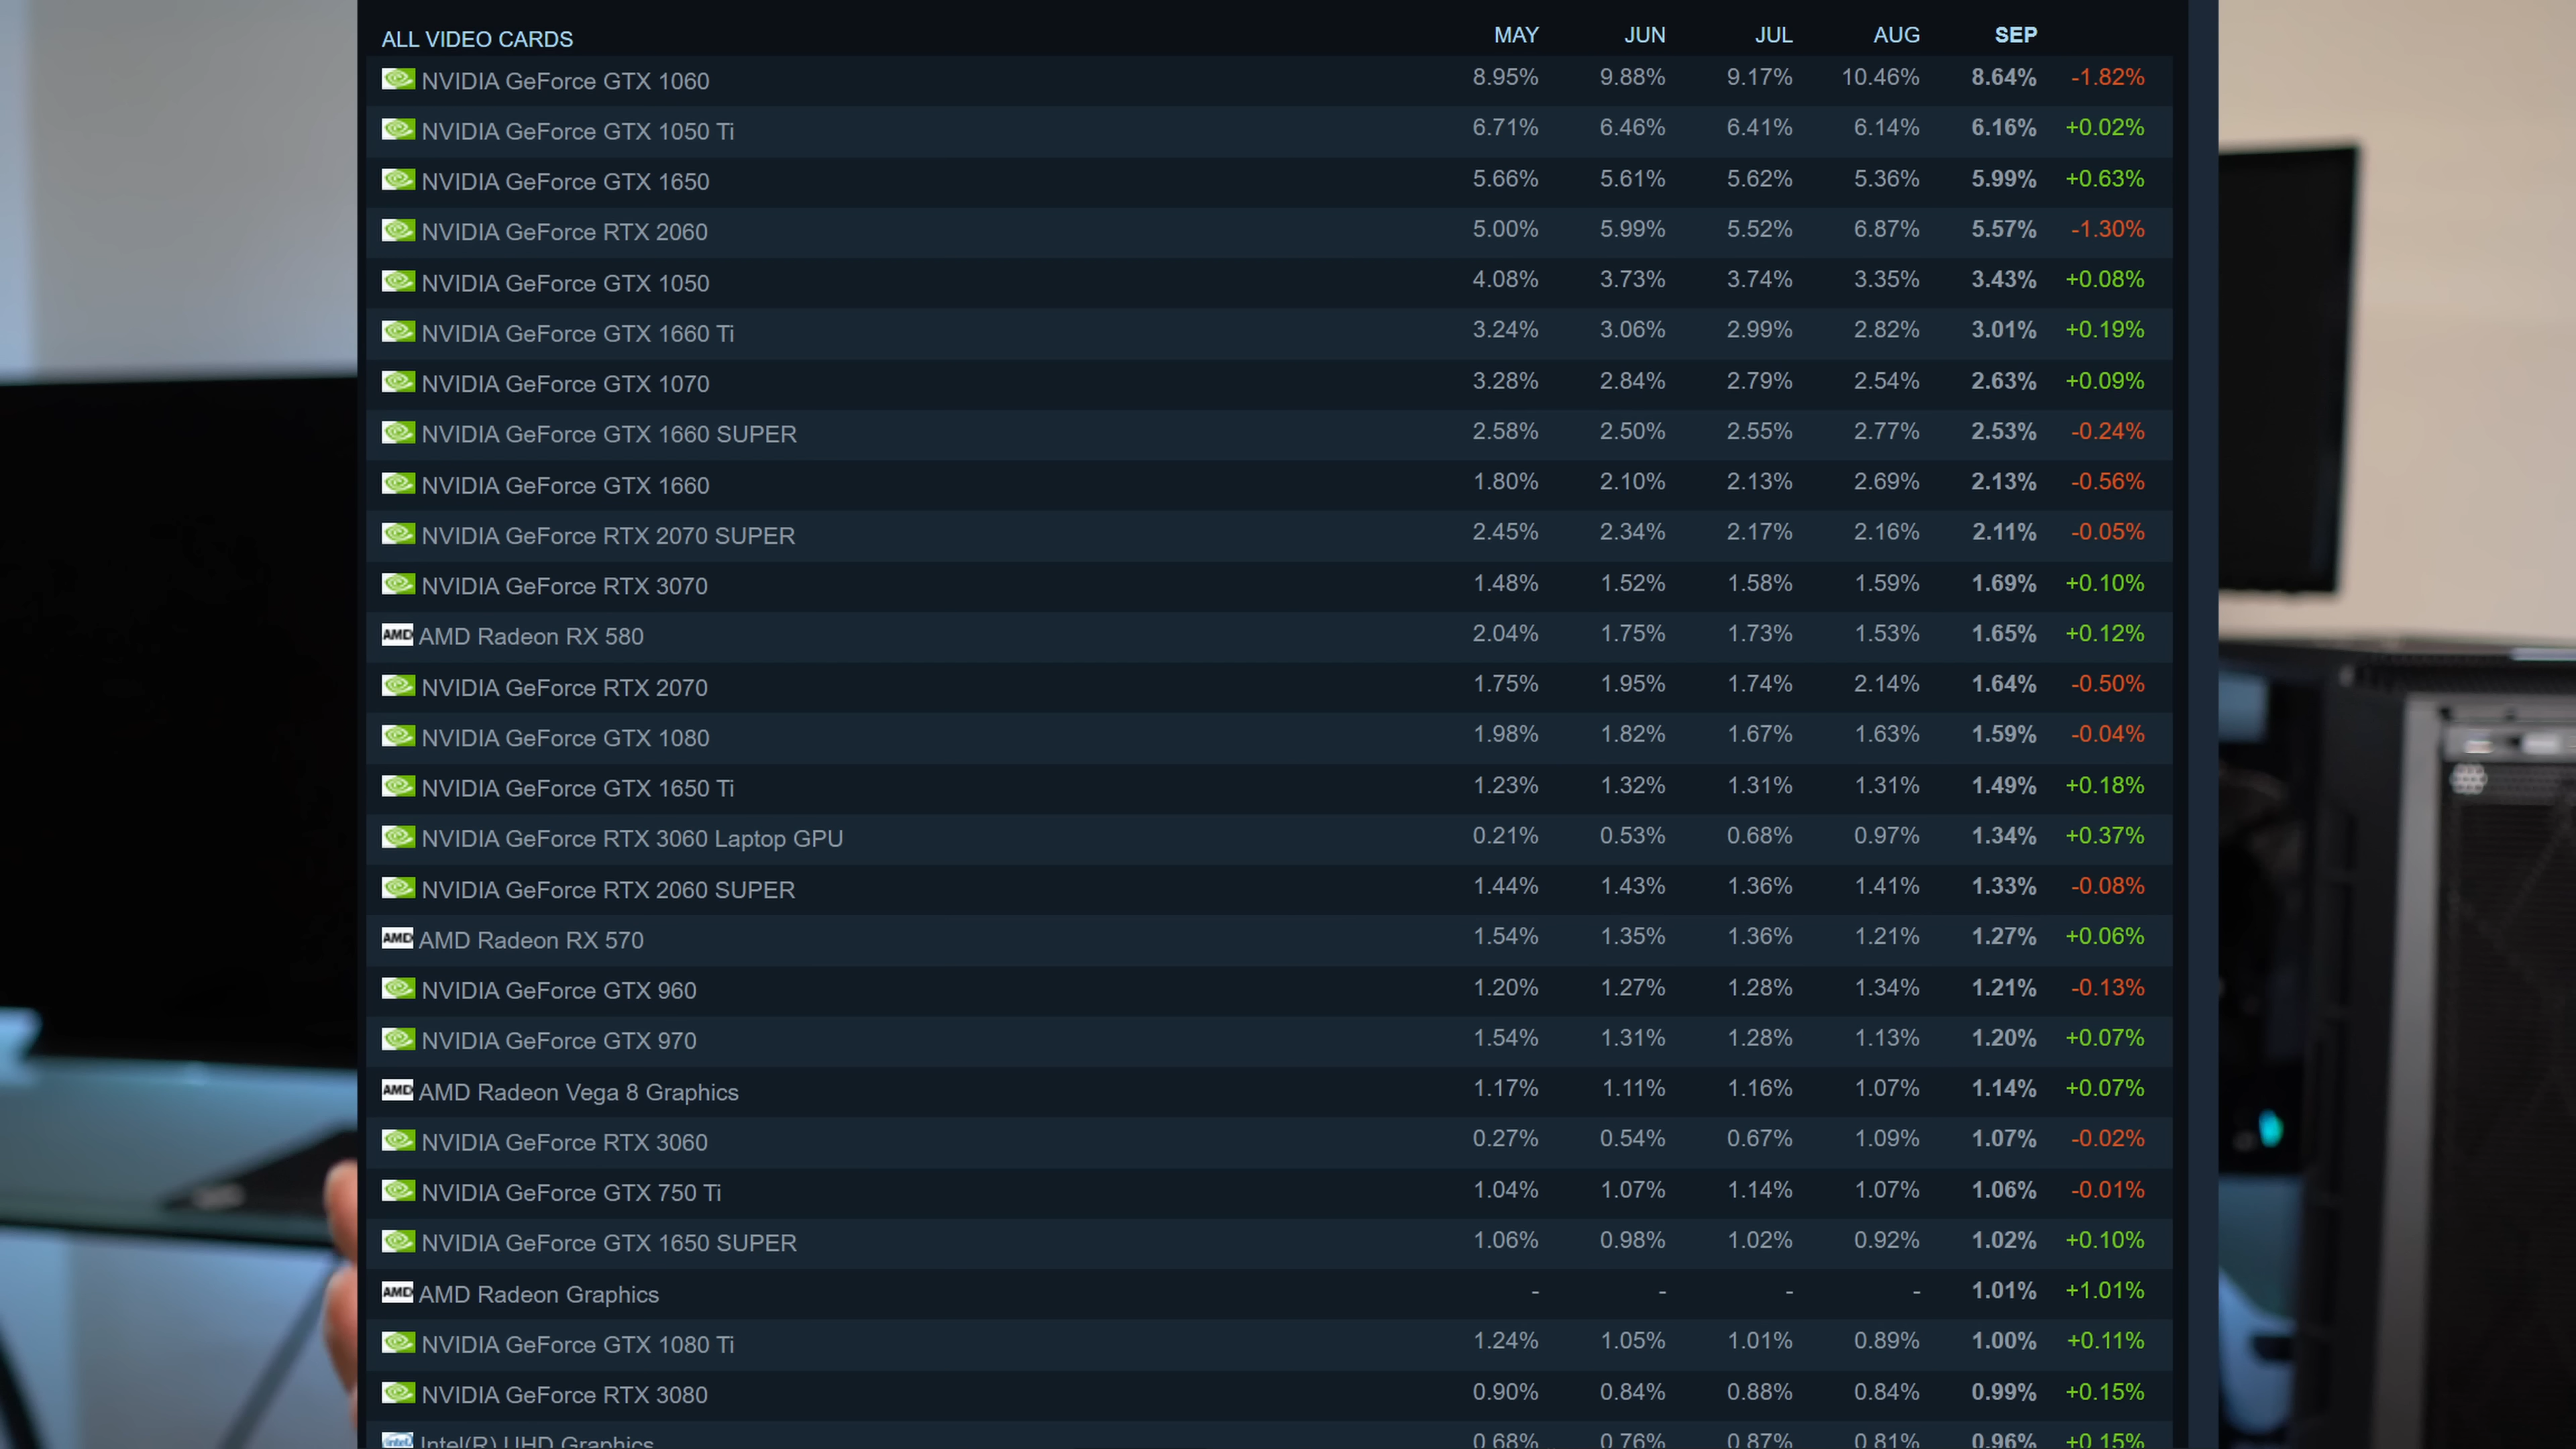 ALL VIDEO CARDS MAY JUN JUL AUG SEP
NVIDIA GeForce GTX 1060 8.95% 9.88% 9.17% 10.46% 8.64% -1.82%
NVIDIA GeForce GTX 1050 Ti 6.71% 6.46% 6.41% 6.14% 6.16% +0.02%
NVIDIA GeForce GTX 1650 5.66% 5.61% 5.62% 5.36% 5.99% +0.63%
NVIDIA GeForce RTX 2060 5.00% 5.99% 5.52% 6.87% 5.57% -1.30%
NVIDIA GeForce GTX 1050 4.08% 3.73% 3.74% 3.35% 3.43% +0.08%
NVIDIA GeForce GTX 1660 Ti 3.24% 3.06% 2.99% 2.82% 3.01% +0.19%
NVIDIA GeForce GTX 1070 3.28% 2.84% 2.79% 2.54% 2.63% +0.09%
NVIDIA GeForce GTX 1660 SUPER 2.58% 2.50% 2.55% 2.77% 2.53% -0.24%
NVIDIA GeForce GTX 1660 1.80% 2.10% 2.13% 2.69% 2.13% -0.56%
NVIDIA GeForce RTX 2070 SUPER 2.45% 2.34% 2.17% 2.16% 2.11% -0.05%
NVIDIA GeForce RTX 3070 1.48% 1.52% 1.58% 1.59% 1.69% +0.10%
AMD AMD Radeon RX 580 2.04% 1.75% 1.73% 1.53% 1.65% +0.12%
NVIDIA GeForce RTX 2070 1.75% 1.95% 1.74% 2.14% 1.64% -0.50%
NVIDIA GeForce GTX 1080 1.98% 1.82% 1.67% 1.63% 1.59% -0.04%
NVIDIA GeForce GTX 1650 Ti 1.23% 1.32% 1.31% 1.31% 1.49% +0.18%
NVIDIA GeForce RTX 3060 Laptop GPU 0.21% 0.53% 0.68% 0.97% 1.34% +0.37%
NVIDIA GeForce RTX 2060 SUPER 1.44% 1.43% 1.36% 1.41% 1.33% -0.08%
AMD AMD Radeon RX 570 1.54% 1.35% 1.36% 1.21% 1.27% +0.06%
NVIDIA GeForce GTX 960 1.20% 1.27% 1.28% 1.34% 1.21% -0.13%
NVIDIA GeForce GTX 970 1.54% 1.31% 1.28% 1.13% 1.20% +0.07%
AMD AMD Radeon Vega 8 Graphics 1.17% 1.11% 1.16% 1.07% 1.14% +0.07%
NVIDIA GeForce RTX 3060 0.27% 0.54% 0.67% 1.09% 1.07% -0.02%
NVIDIA GeForce GTX 750 Ti 1.04% 1.07% 1.14% 1.07% 1.06% -0.01%
NVIDIA GeForce GTX 1650 SUPER 1.06% 0.98% 1.02% 0.92% 1.02% +0.10%
AMD AMD Radeon Graphics - - - - 1.01% +1.01%
NVIDIA GeForce GTX 1080 Ti 1.24% 1.05% 1.01% 0.89% 1.00% +0.11%
NVIDIA GeForce RTX 3080 0.90% 0.84% 0.88% 0.84% 0.99% +0.15%
intel Intel(R) UHD Graphics 0.68% 0.76% 0.87% 0.81% 0.96% +0.15%